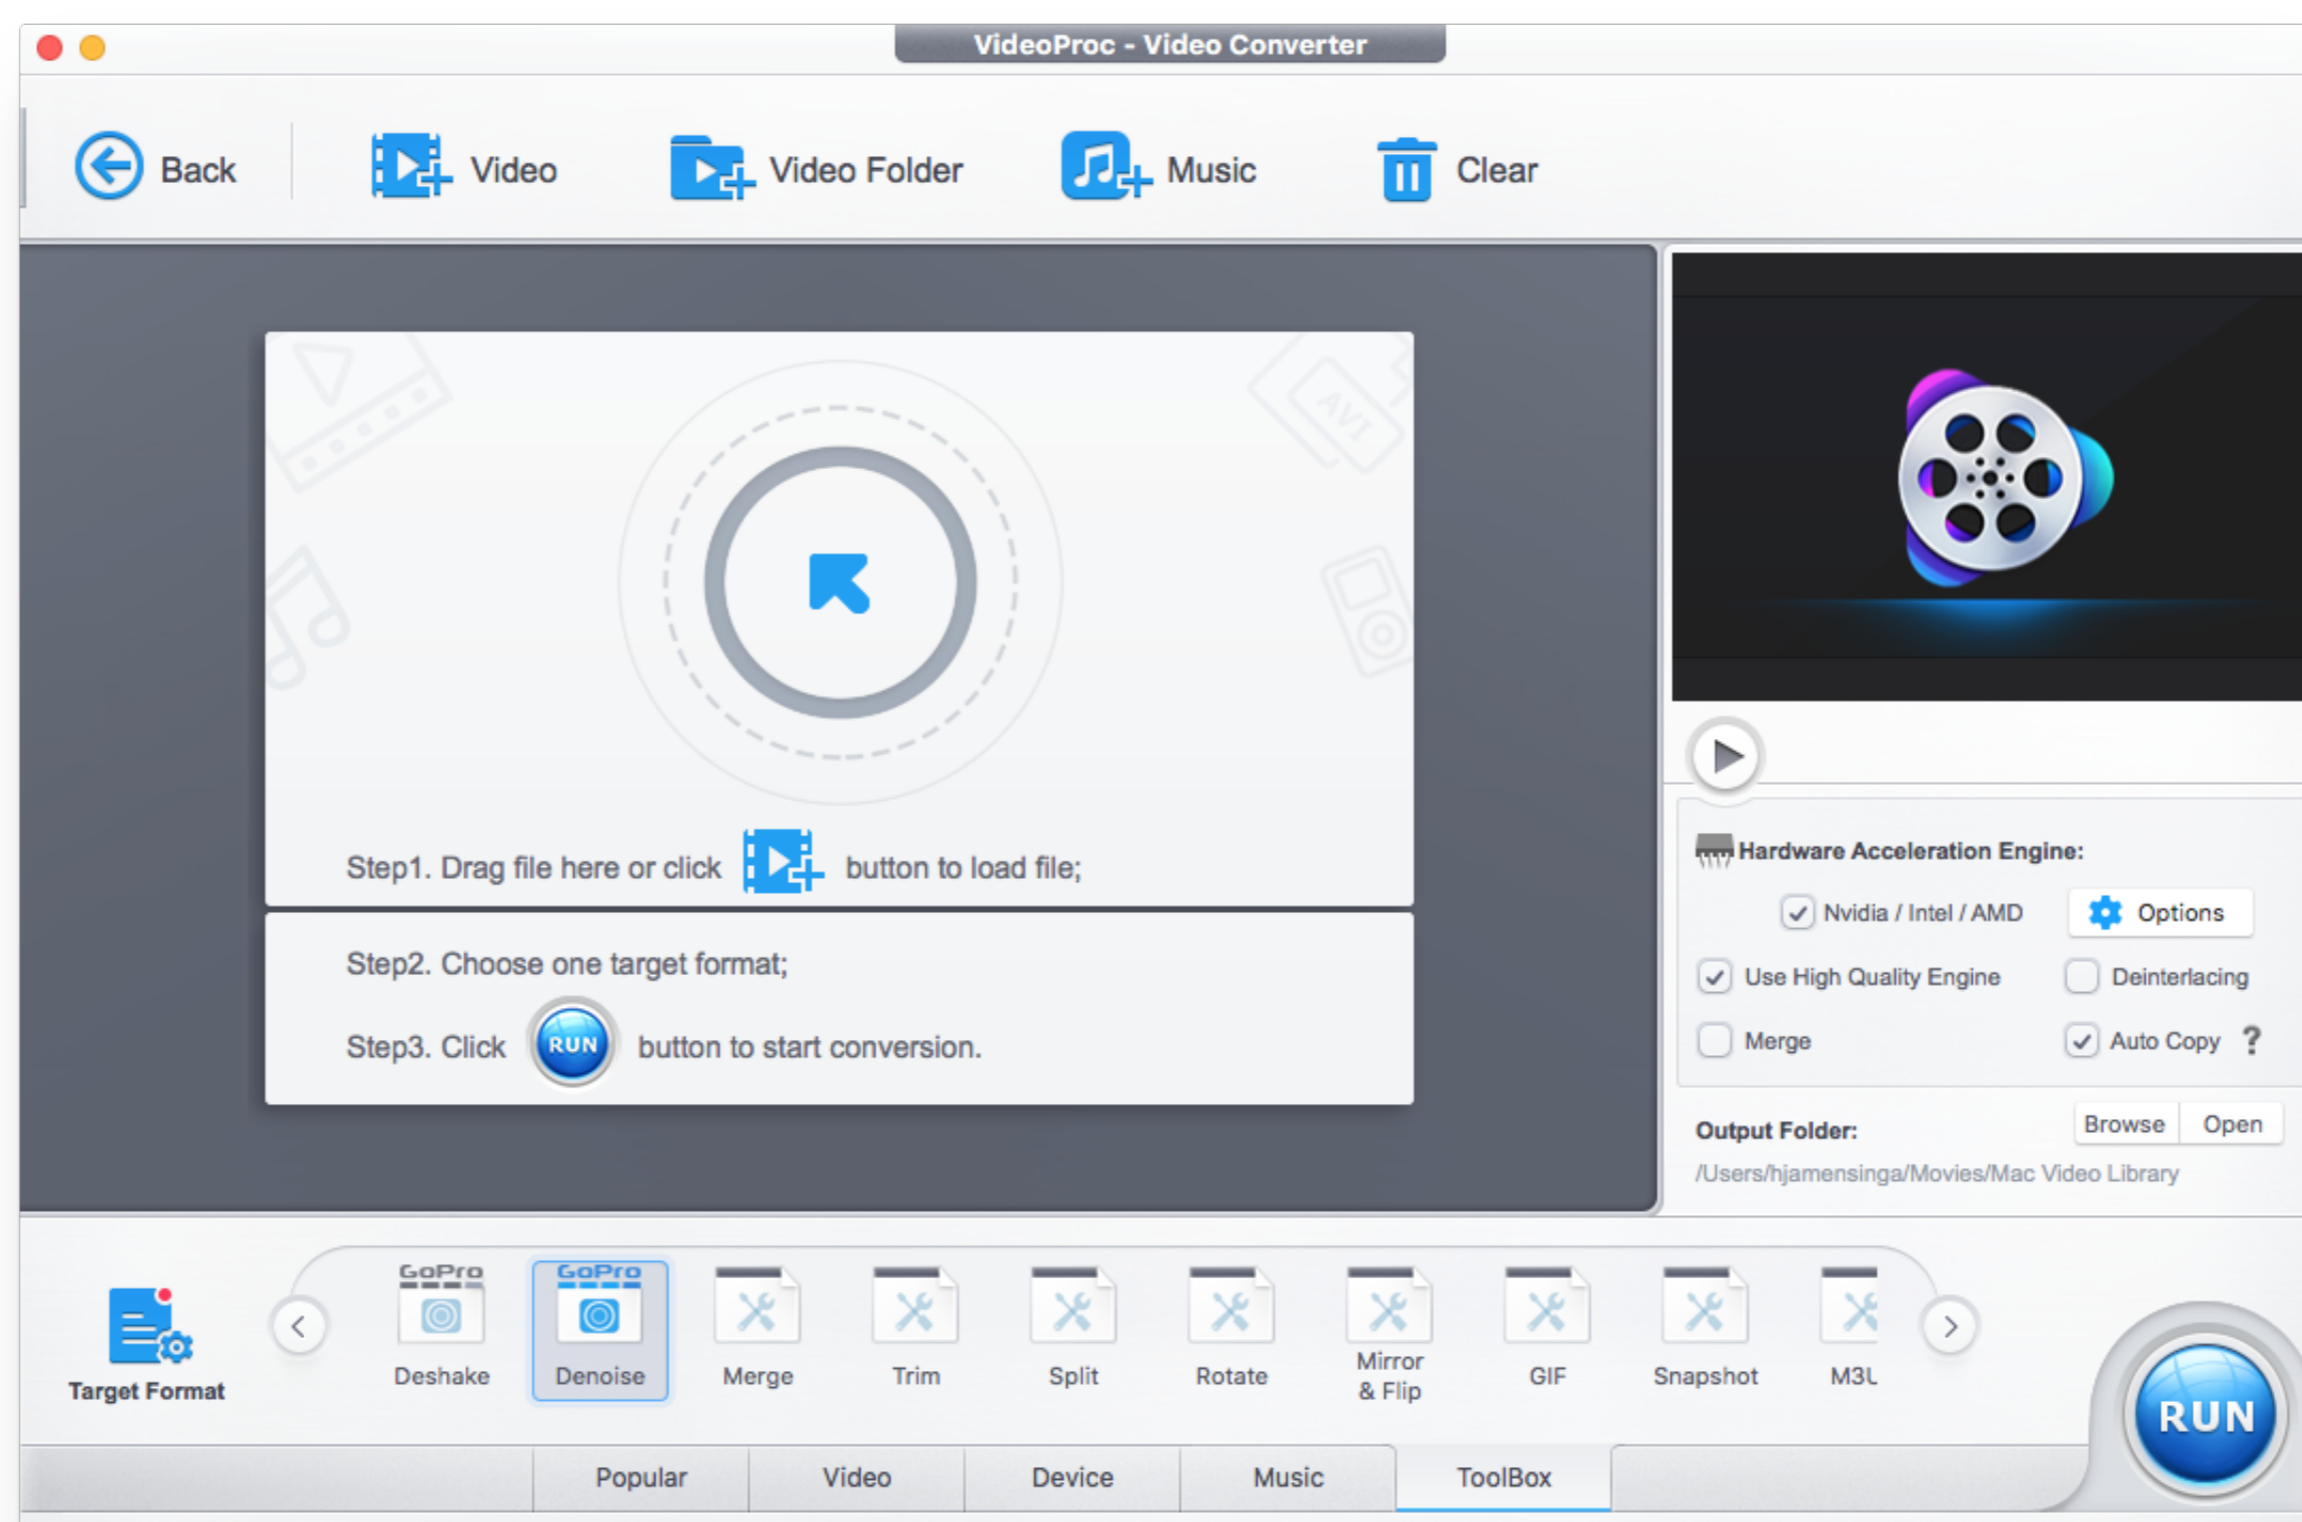 VideoProc - Video Converter
Back
Video
Video Folder
Music
Clear
AVI
Step1. Drag file here or click button to load file;
Step2. Choose one target format;
Step3. Click RUN button to start conversion.
Hardware Acceleration Engine:
Nvidia / Intel / AMD
Options
Use High Quality Engine
Deinterlacing
Merge
Auto Copy ?
Output Folder:
Browse
Open
/Users/hjamensinga/Movies/Mac Video Library
Target Format
GoPro
Deshake
GoPro
Denoise
Merge
Trim
Split
Rotate
Mirror
& Flip
GIF
Snapshot
M3U
RUN
Popular
Video
Device
Music
ToolBox